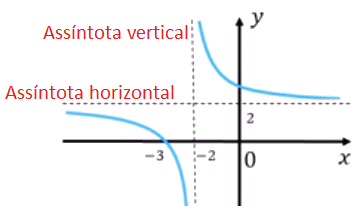 y
Assíntota vertical
Assíntota horizontal
2
−3
−2
0
x